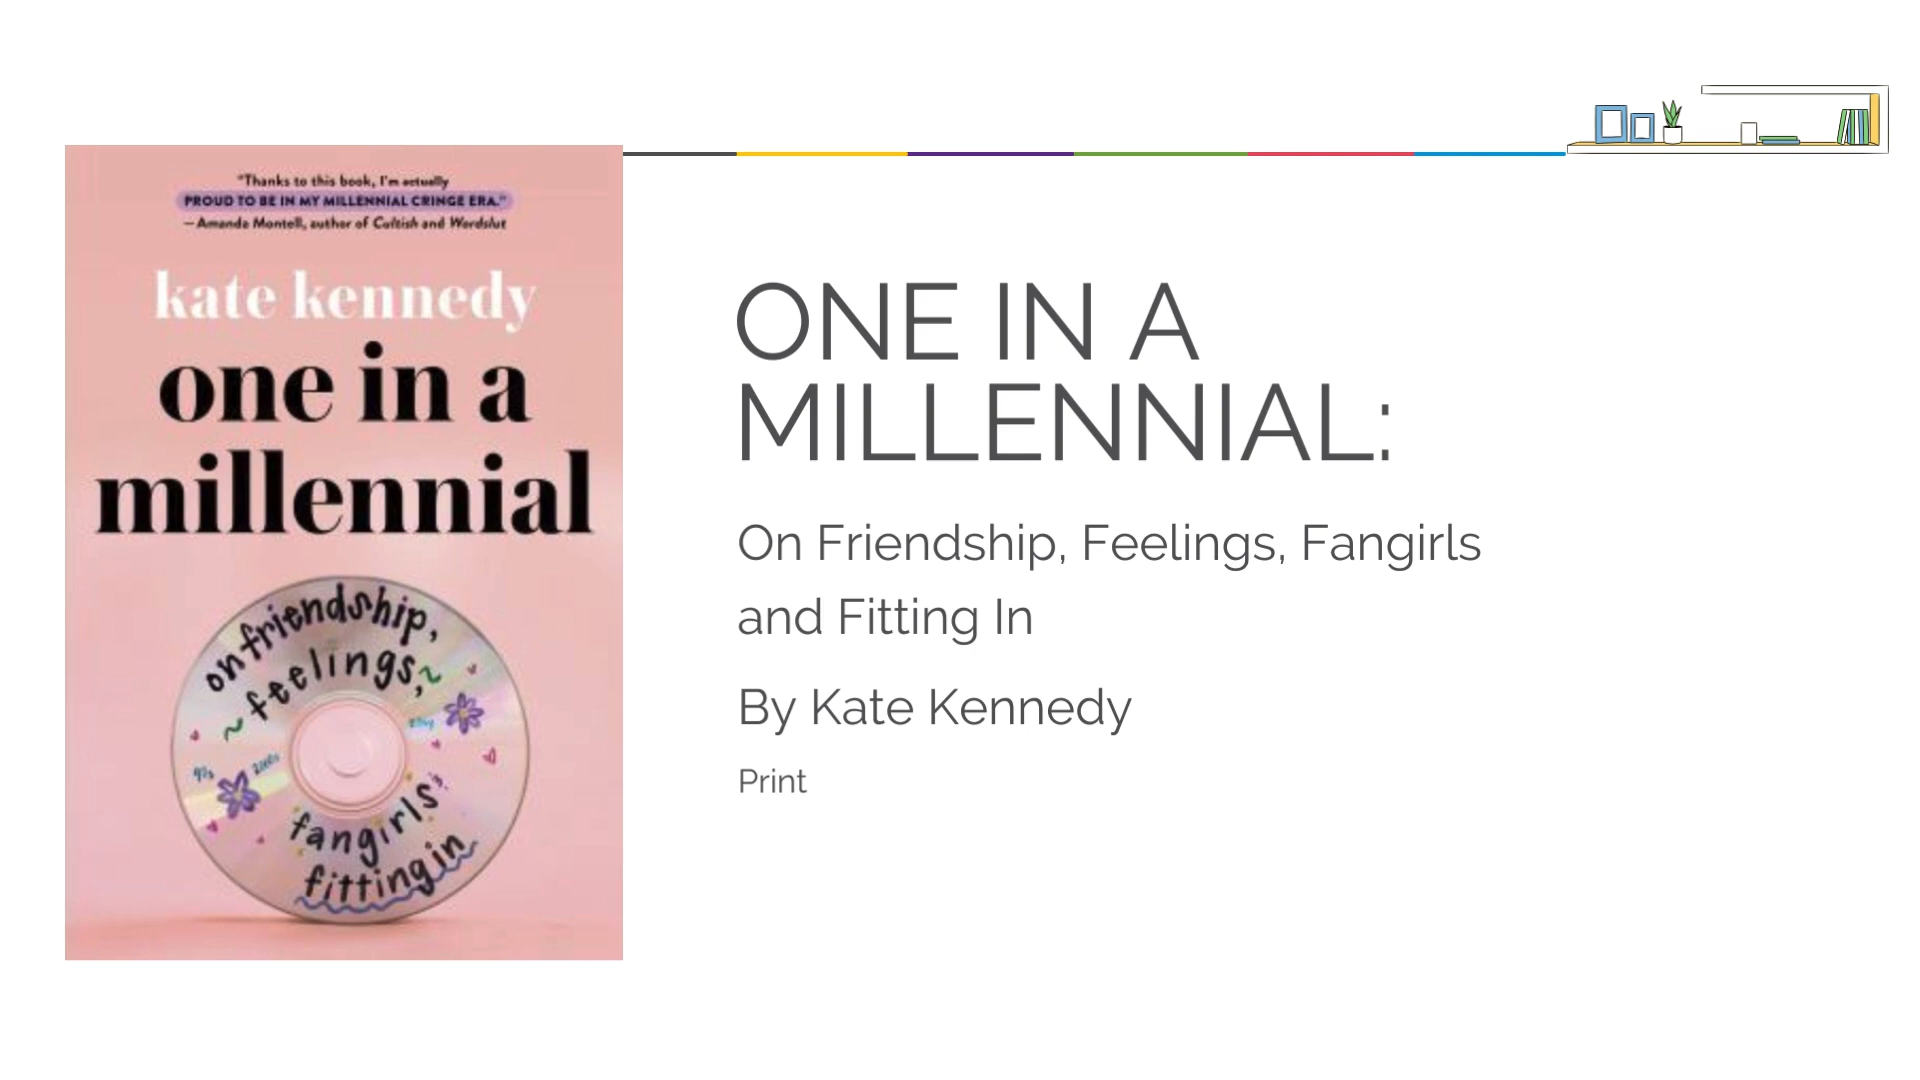 "Thanks to this book, I'm actually
PROUD TO BE IN MY MILLENNIAL CRINGE ERA."
—Amanda Montell, author of Cultish and Wordslut
kate kennedy
one in a
millennial
on friendship,
~feelings,~
90s
2000s
fangirls,
fitting in
ONE IN A
MILLENNIAL:
On Friendship, Feelings, Fangirls
and Fitting In
By Kate Kennedy
Print